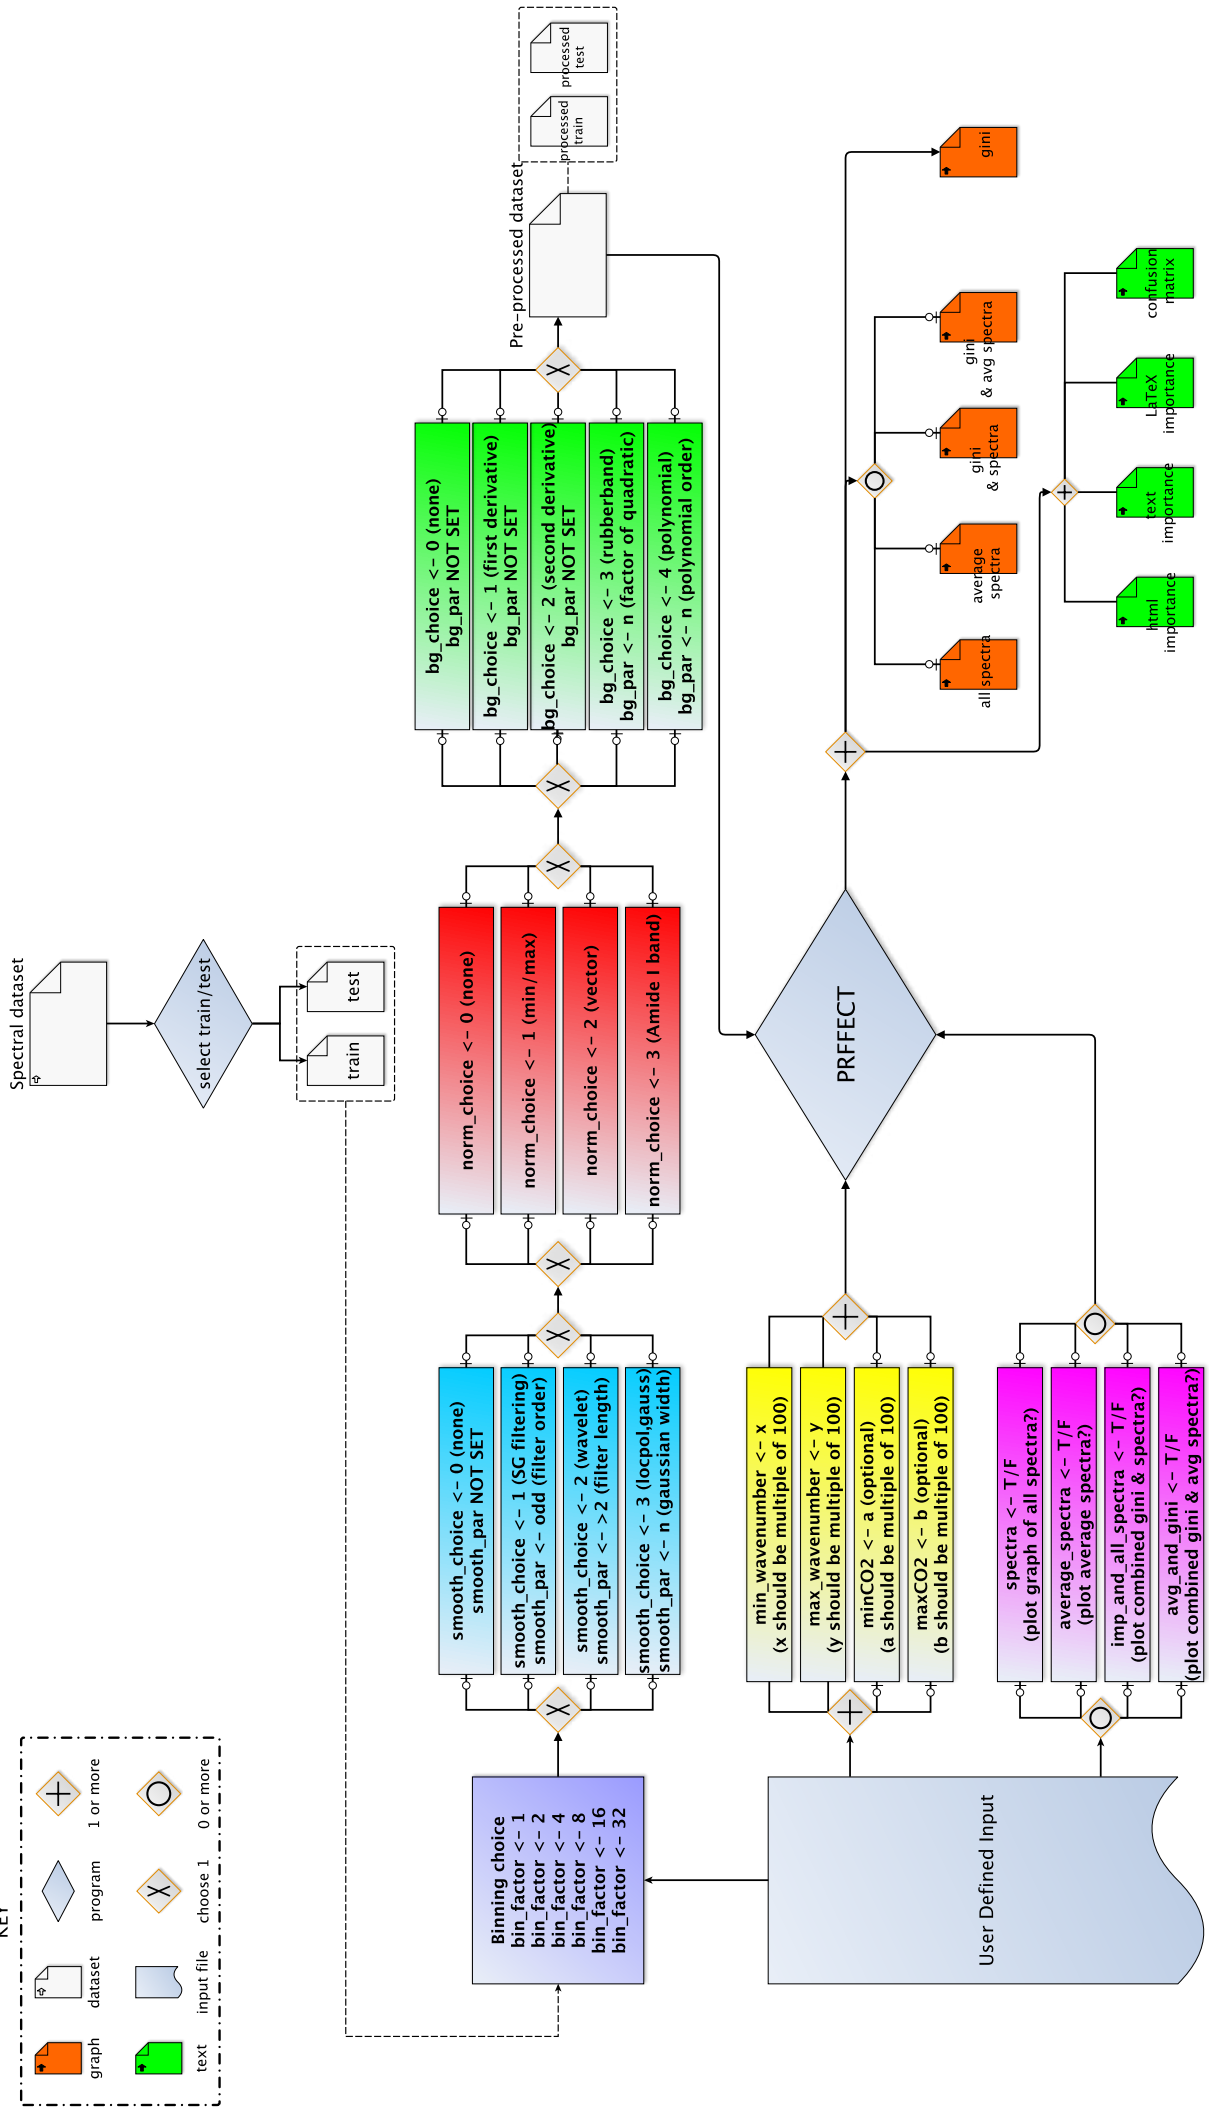 KEY
graph
dataset
program
1 or more
text
input file
choose 1
0 or more
Spectral dataset
select train/test
train
test
Binning choice
bin_factor <- 1
bin_factor <- 2
bin_factor <- 4
bin_factor <- 8
bin_factor <- 16
bin_factor <- 32
smooth_choice <- 0 (none)
smooth_par NOT SET
smooth_choice <- 1 (SG filtering)
smooth_par <- odd (filter order)
smooth_choice <- 2 (wavelet)
smooth_par <- >2 (filter length)
smooth_choice <- 3 (locpol,gauss)
smooth_par <- n (gaussian width)
norm_choice <- 0 (none)
norm_choice <- 1 (min/max)
norm_choice <- 2 (vector)
norm_choice <- 3 (Amide I band)
bg_choice <- 0 (none)
bg_par NOT SET
bg_choice <- 1 (first derivative)
bg_par NOT SET
bg_choice <- 2 (second derivative)
bg_par NOT SET
bg_choice <- 3 (rubberband)
bg_par <- n (factor of quadratic)
bg_choice <- 4 (polynomial)
bg_par <- n (polynomial order)
Pre-processed dataset
processed
train
processed
test
User Defined Input
min_wavenumber <- x
(x should be multiple of 100)
max_wavenumber <- y
(y should be multiple of 100)
minCO2 <- a (optional)
(a should be multiple of 100)
maxCO2 <- b (optional)
(b should be multiple of 100)
spectra <- T/F
(plot graph of all spectra?)
average_spectra <- T/F
(plot average spectra?)
imp_and_all_spectra <- T/F
(plot combined gini & spectra?)
avg_and_gini <- T/F
(plot combined gini & avg spectra?)
PRFFECT
all spectra
average
spectra
gini
& spectra
gini
& avg spectra
gini
html
importance
text
importance
LaTeX
importance
confusion
matrix